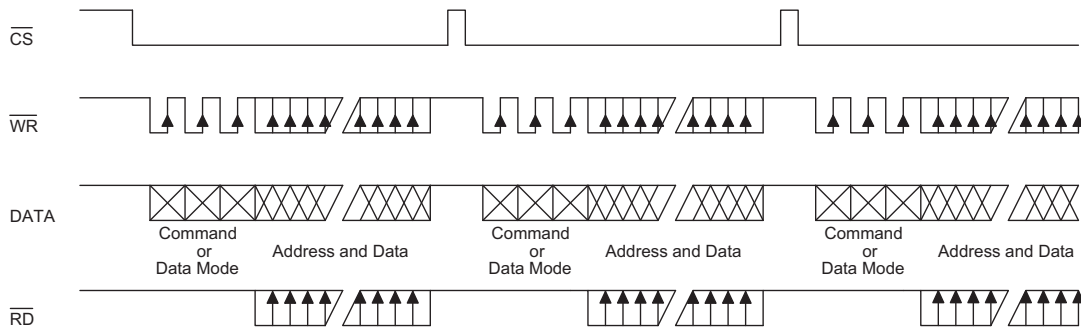 CS
WR
DATA
Command
or
Data Mode
Address and Data
Command
or
Data Mode
Address and Data
Command
or
Data Mode
Address and Data
RD